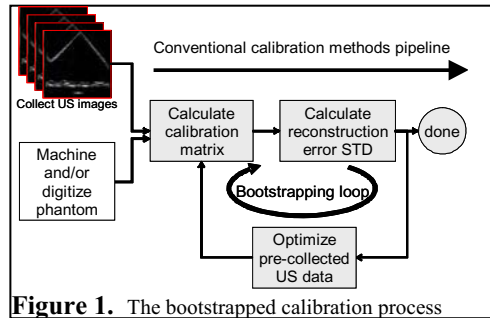 Conventional calibration methods pipeline
Collect US images
Calculate
calibration
matrix
Calculate
reconstruction
error STD
done
Machine
and/or
digitize
phantom
Bootstrapping loop
Optimize
pre-collected
US data
Figure 1. The bootstrapped calibration process